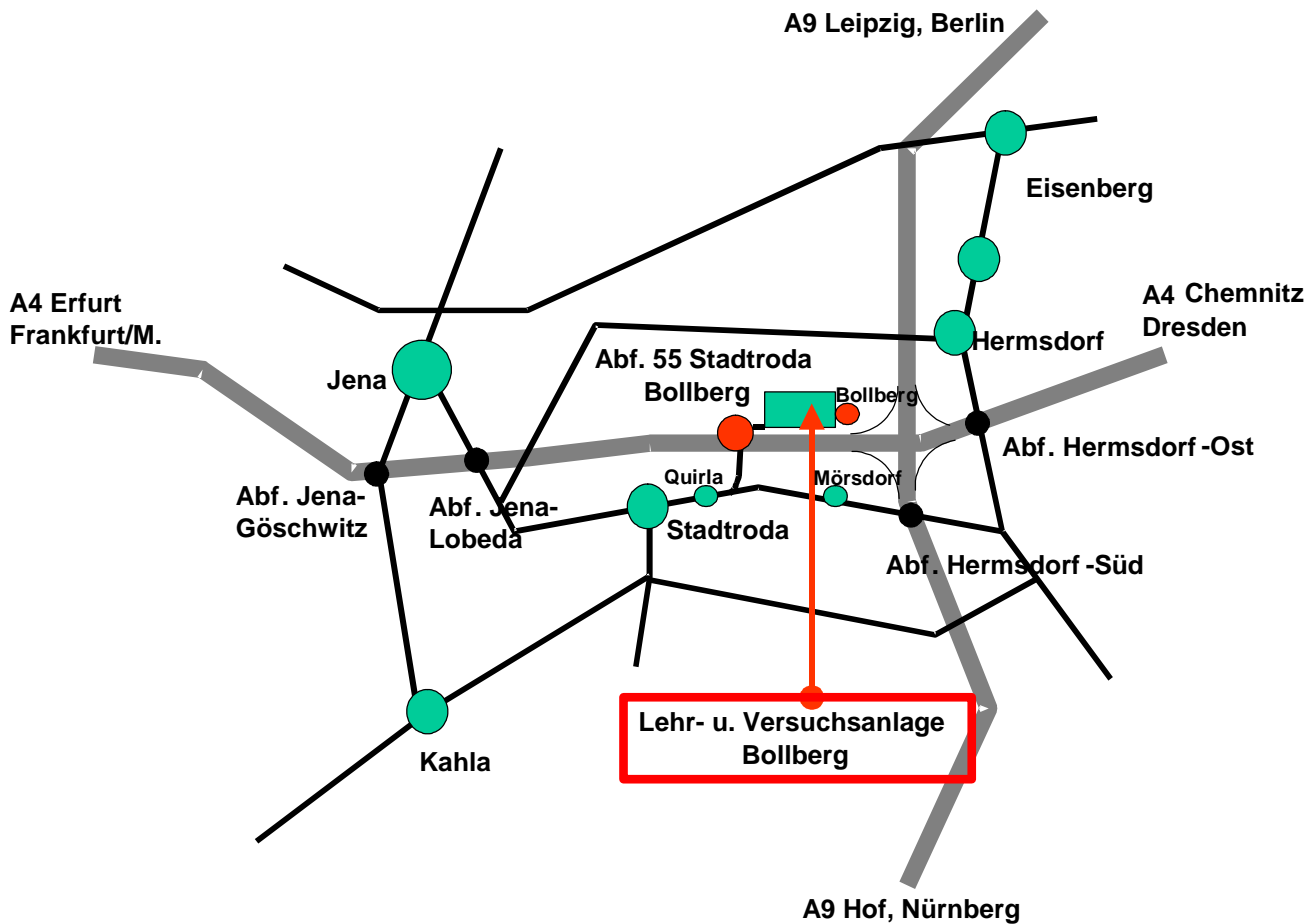 A9 Leipzig, Berlin
Eisenberg
A4 Erfurt
Frankfurt/M.
A4 Chemnitz
Dresden
Hermsdorf
Jena
Abf. 55 Stadtroda
Bollberg
Bollberg
Abf. Hermsdorf-Ost
Quirla
Mörsdorf
Abf. Jena-
Göschwitz
Abf. Jena-
Lobeda
Stadtroda
Abf. Hermsdorf-Süd
Lehr- u. Versuchsanlage
Bollberg
Kahla
A9 Hof, Nürnberg